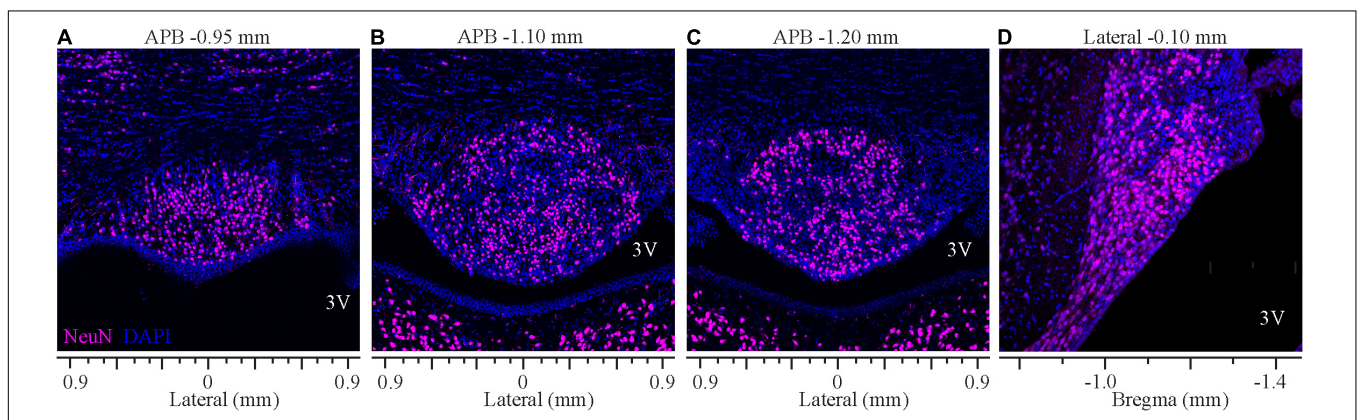 A APB -0.95 mm
B APB -1.10 mm
C APB -1.20 mm
D Lateral -0.10 mm
3V
3V
3V
3V
NeuN DAPI
0.9 0 0.9
Lateral (mm)
0.9 0 0.9
Lateral (mm)
0.9 0 0.9
Lateral (mm)
-1.0 -1.4
Bregma (mm)